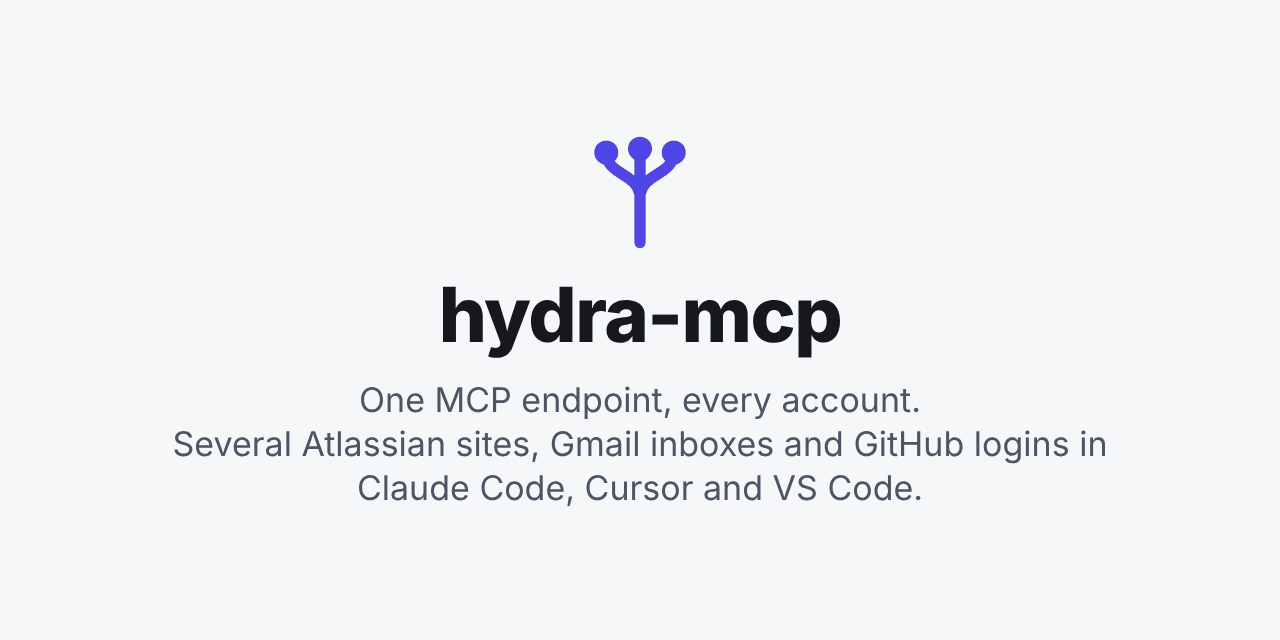 hydra-mcp
One MCP endpoint, every account.
Several Atlassian sites, Gmail inboxes and GitHub logins in
Claude Code, Cursor and VS Code.